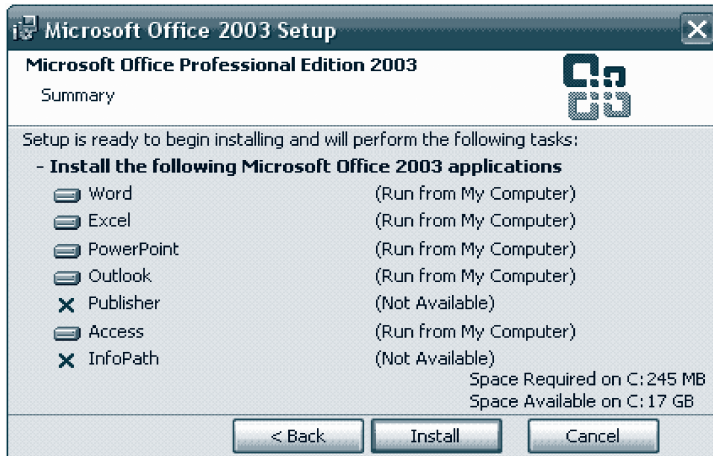 Microsoft Office 2003 Setup
Microsoft Office Professional Edition 2003
Summary
Setup is ready to begin installing and will perform the following tasks:
- Install the following Microsoft Office 2003 applications
Word (Run from My Computer)
Excel (Run from My Computer)
PowerPoint (Run from My Computer)
Outlook (Run from My Computer)
Publisher (Not Available)
Access (Run from My Computer)
InfoPath (Not Available)
Space Required on C: 245 MB
Space Available on C: 17 GB
< Back Install Cancel